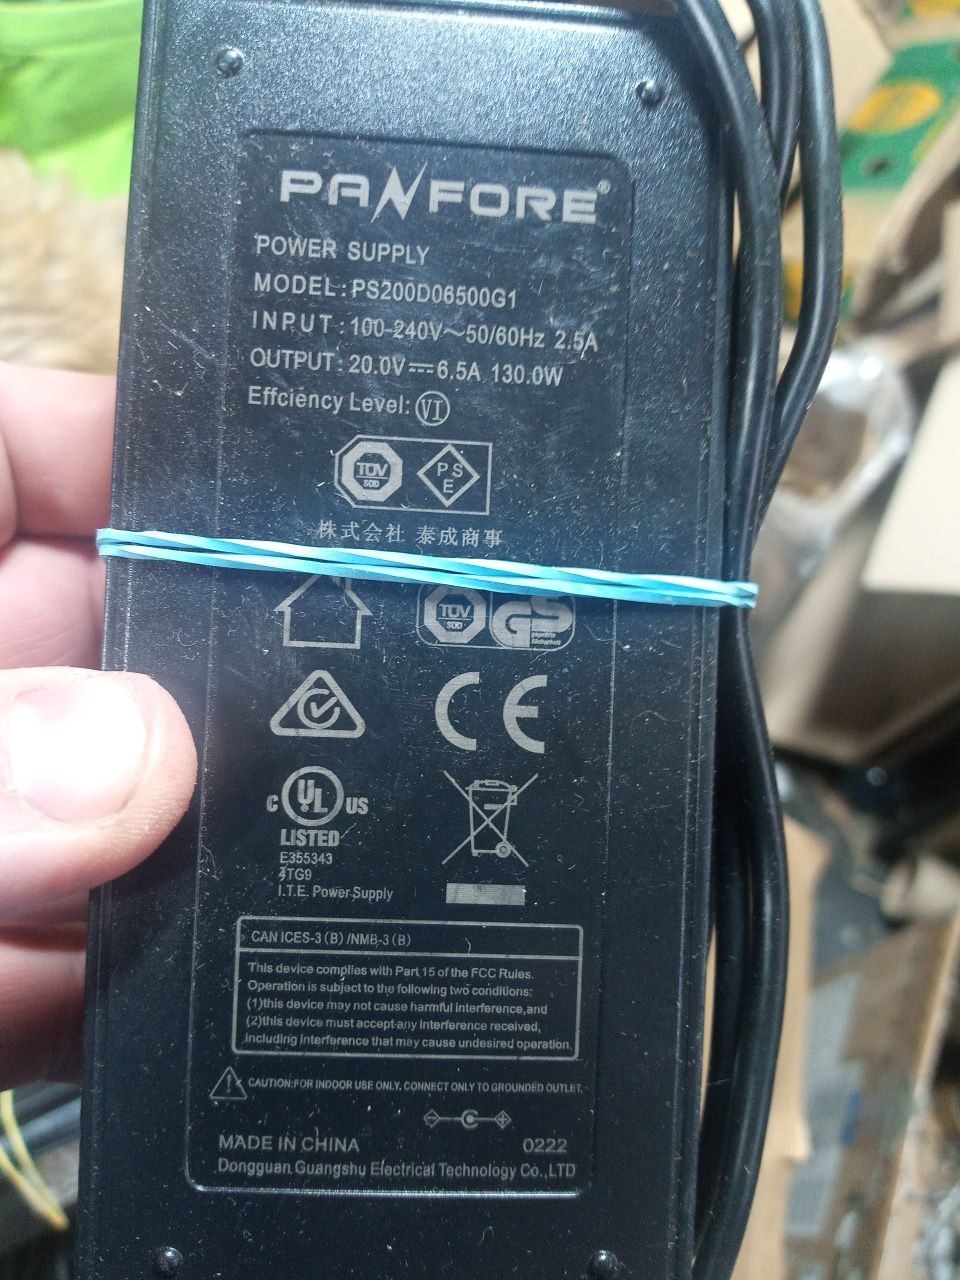 PANFORE®
POWER SUPPLY
MODEL: PS200D06500G1
INPUT: 100-240V～50/60Hz 2.5A
OUTPUT: 20.0V⎓6.5A 130.0W
Effciency Level: VI
TÜV
SÜD
P S
E
株式会社 泰成商事
TÜV
SÜD
GS
geprüfte
Sicherheit
CE
C UL US
LISTED
E355343
4TG9
I.T.E. Power Supply
CAN ICES-3 (B) /NMB-3 (B)
This device complies with Part 15 of the FCC Rules.
Operation is subject to the following two conditions:
(1)this device may not cause harmful interference,and
(2)this device must accept any interference received,
including interference that may cause undesired operation.
CAUTION:FOR INDOOR USE ONLY. CONNECT ONLY TO GROUNDED OUTLET.
MADE IN CHINA 0222
Dongguan Guangshu Electrical Technology Co.,LTD